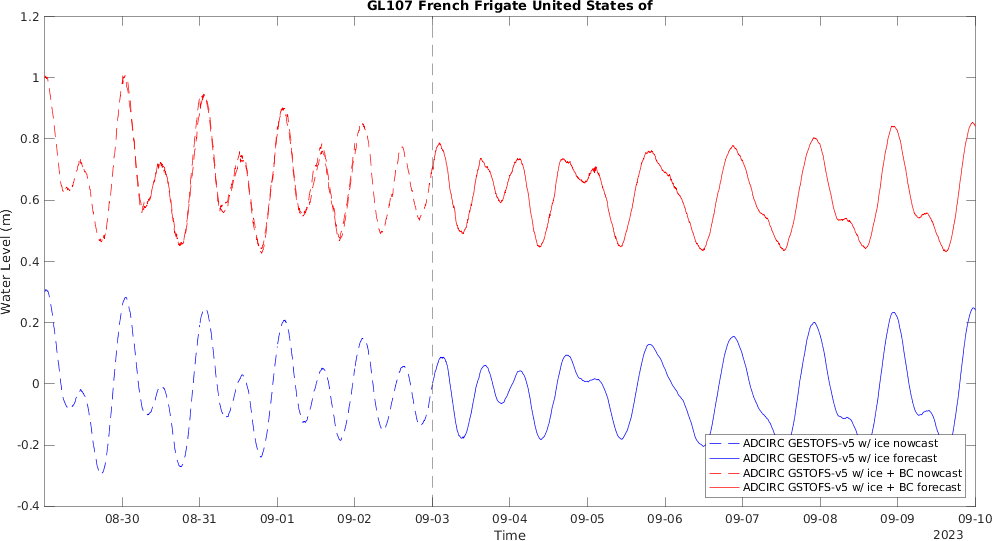 GL107 French Frigate United States of
1.2
1
0.8
0.6
0.4
0.2
0
-0.2
-0.4
Water Level (m)
ADCIRC GESTOFS-v5 w/ ice nowcast
ADCIRC GESTOFS-v5 w/ ice forecast
ADCIRC GSTOFS-v5 w/ ice + BC nowcast
ADCIRC GSTOFS-v5 w/ ice + BC forecast
08-30 08-31 09-01 09-02 09-03 09-04 09-05 09-06 09-07 09-08 09-09 09-10
Time
2023